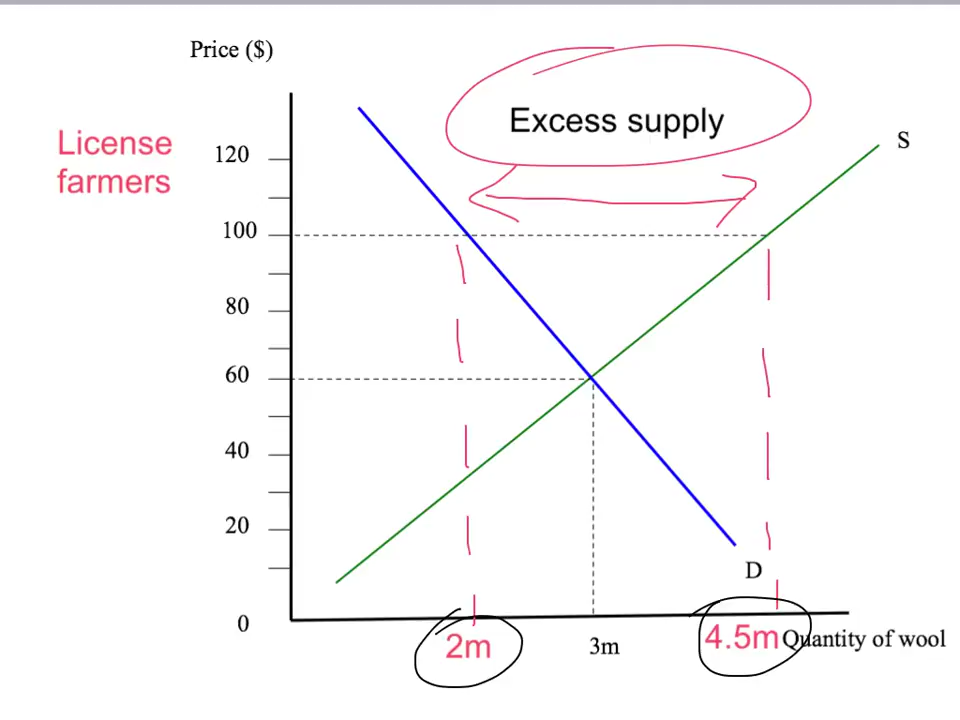 Price ($)
License
farmers
Excess supply
S
120
100
80
60
40
20
0
D
2m
3m
4.5m
Quantity of wool